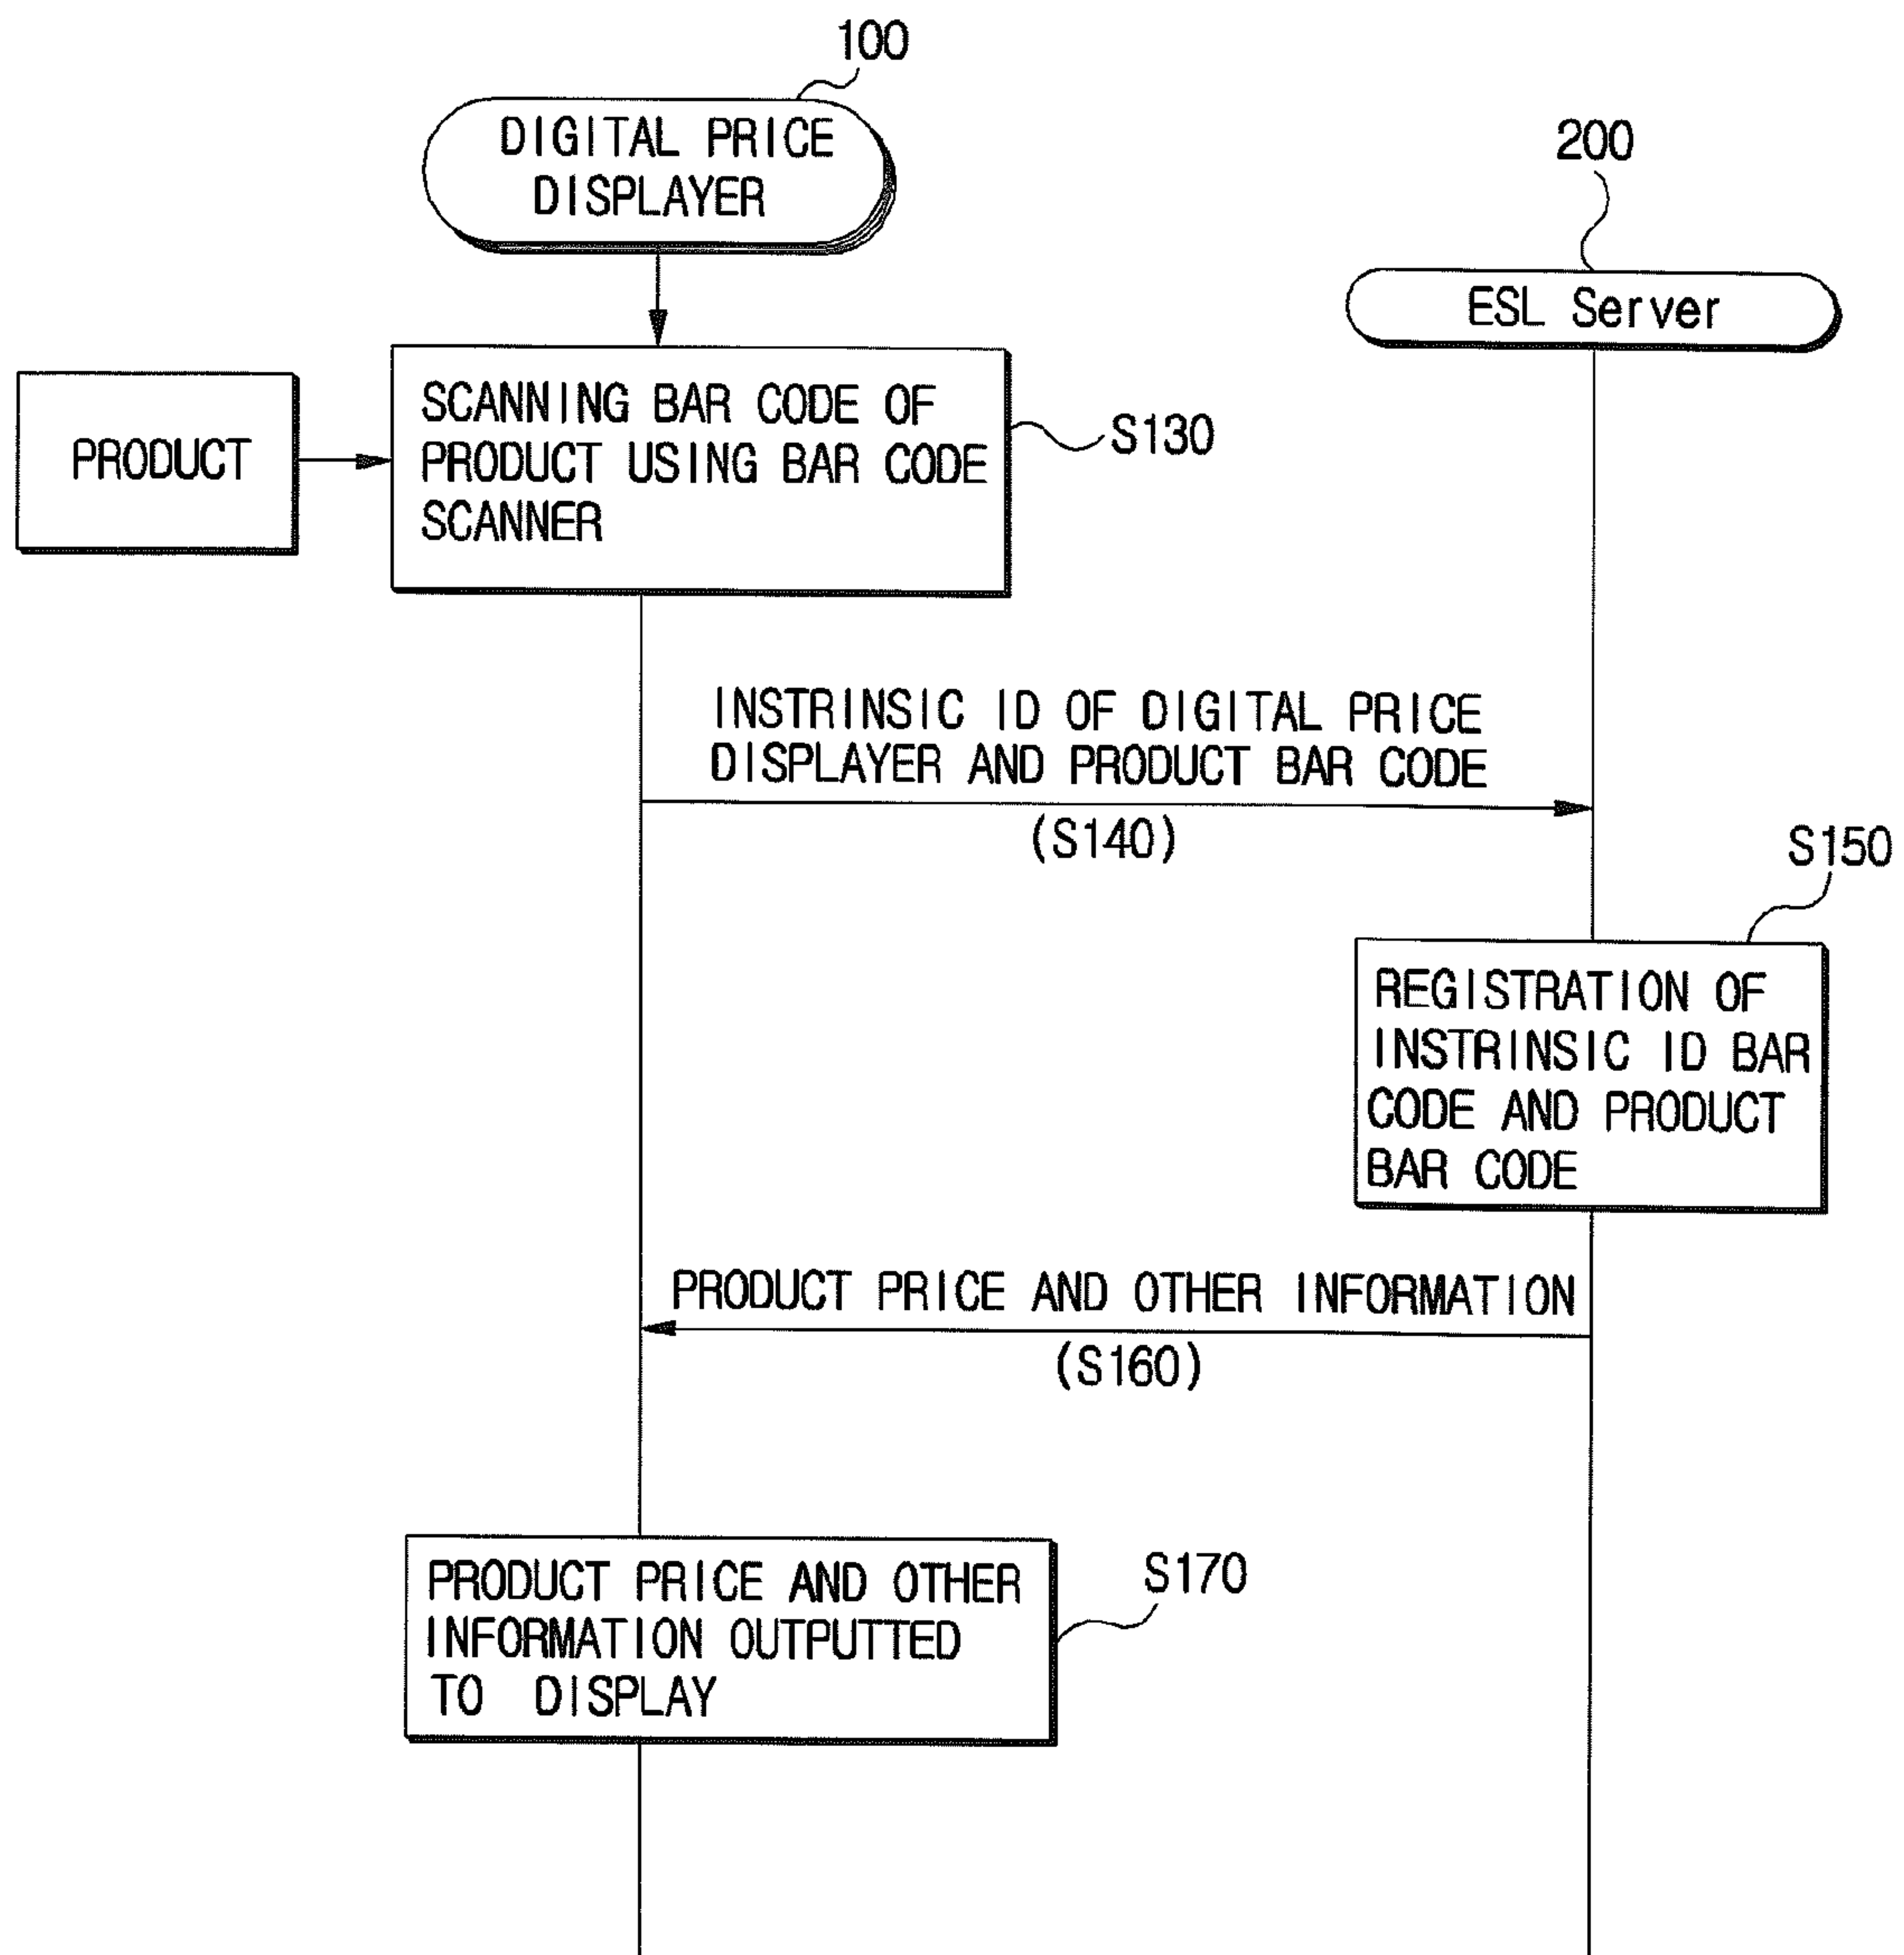 100
DIGITAL PRICE
DISPLAYER
200
ESL Server
PRODUCT
SCANNING BAR CODE OF
PRODUCT USING BAR CODE
SCANNER
S130
INSTRINSIC ID OF DIGITAL PRICE
DISPLAYER AND PRODUCT BAR CODE
(S140)
S150
REGISTRATION OF
INSTRINSIC ID BAR
CODE AND PRODUCT
BAR CODE
PRODUCT PRICE AND OTHER INFORMATION
(S160)
PRODUCT PRICE AND OTHER
INFORMATION OUTPUTTED
TO DISPLAY
S170